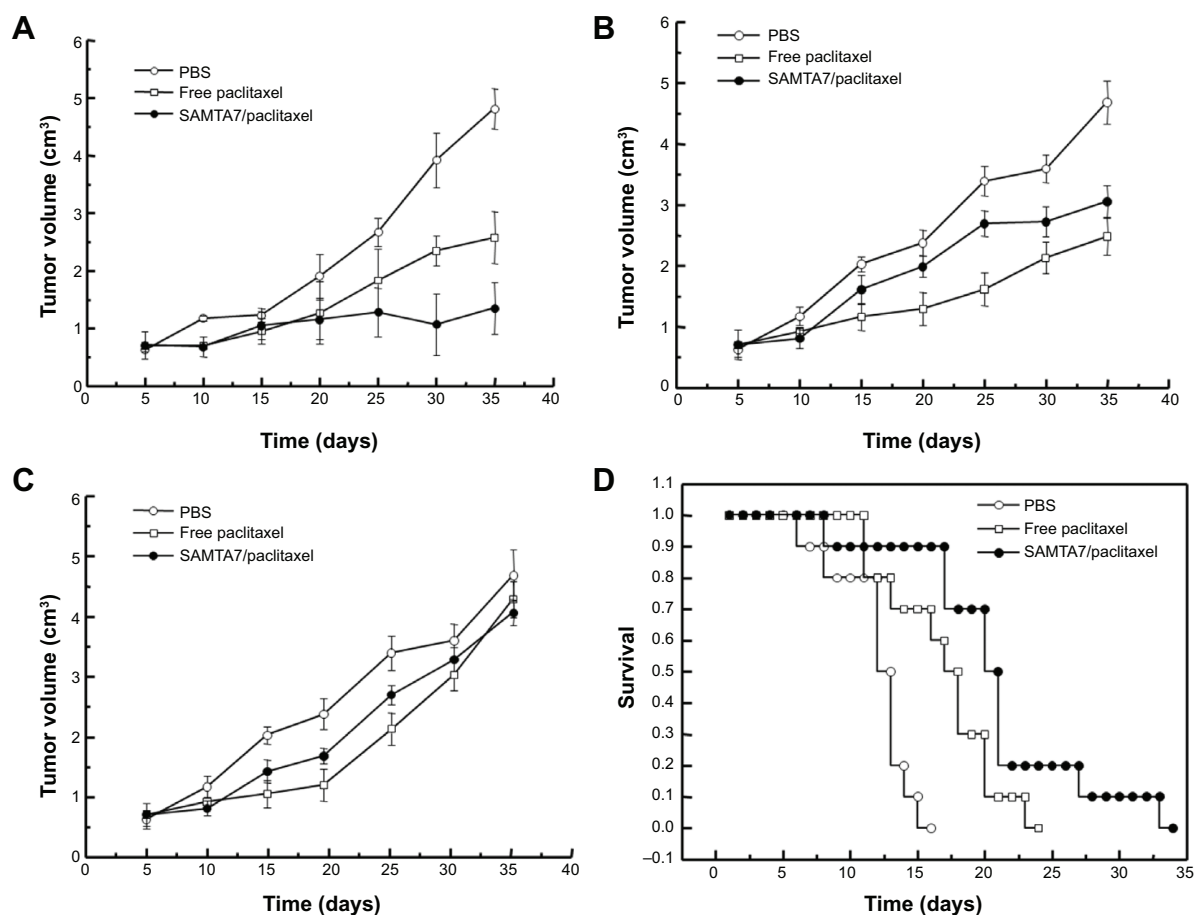 A
6
5
4
3
2
1
0
Tumor volume (cm³)
PBS
Free paclitaxel
SAMTA7/paclitaxel
0 5 10 15 20 25 30 35 40
Time (days)
B
6
5
4
3
2
1
0
Tumor volume (cm³)
PBS
Free paclitaxel
SAMTA7/paclitaxel
0 5 10 15 20 25 30 35 40
Time (days)
C
6
5
4
3
2
1
0
Tumor volume (cm³)
PBS
Free paclitaxel
SAMTA7/paclitaxel
0 5 10 15 20 25 30 35 40
Time (days)
D
1.1
1.0
0.9
0.8
0.7
0.6
0.5
0.4
0.3
0.2
0.1
0.0
–0.1
Survival
PBS
Free paclitaxel
SAMTA7/paclitaxel
0 5 10 15 20 25 30 35
Time (days)